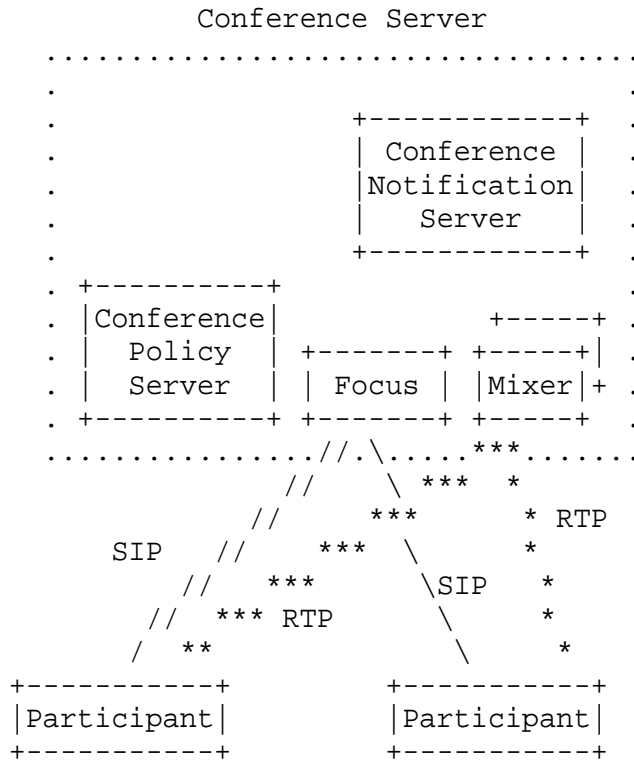 Conference Server
Conference
Notification
Server
Conference
Policy
Server
Focus
Mixer
RTP
SIP
SIP
RTP
Participant
Participant